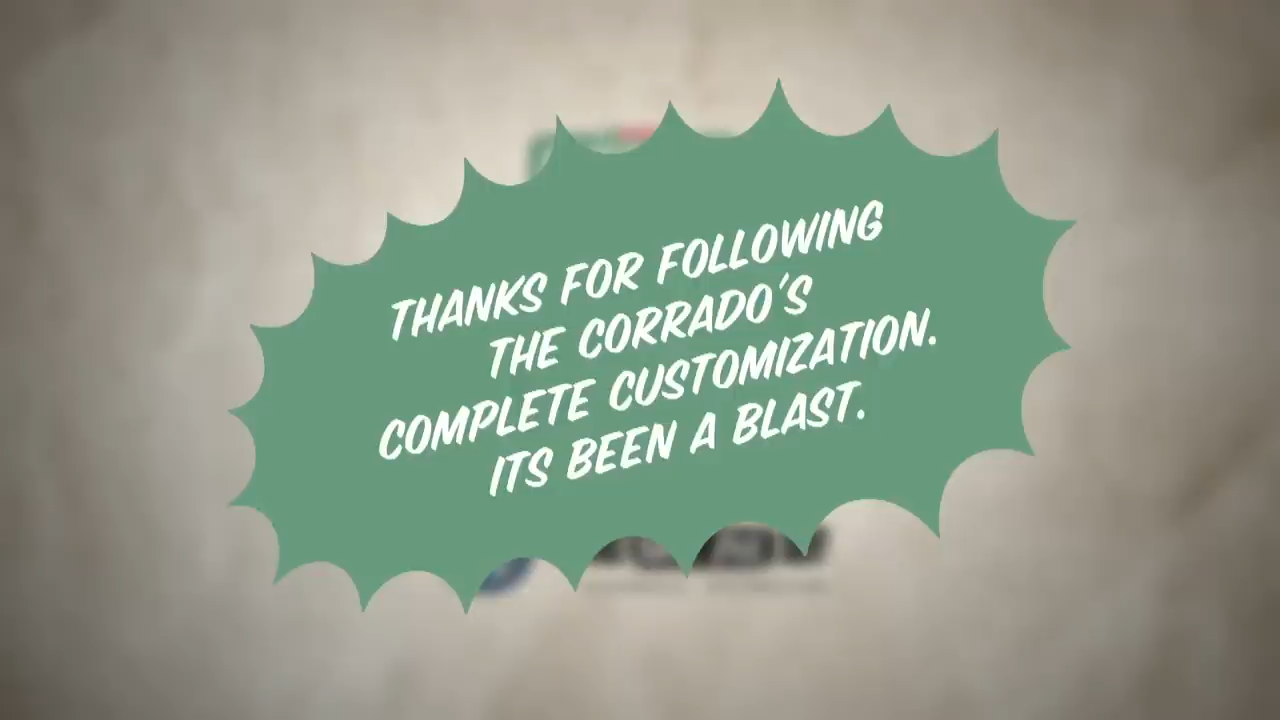 THANKS FOR FOLLOWING
THE CORRADO'S
COMPLETE CUSTOMIZATION.
ITS BEEN A BLAST.